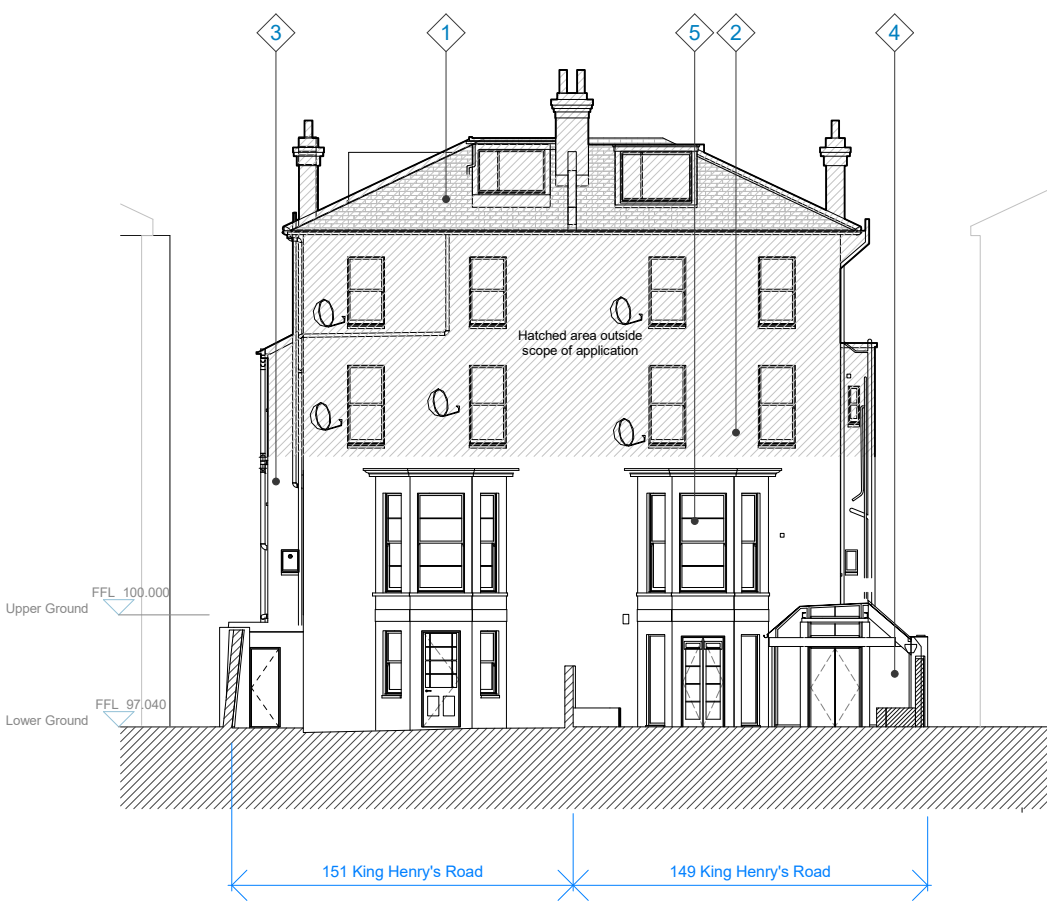 3
1
5
2
4
Hatched area outside
scope of application
FFL 100.000
Upper Ground
FFL 97.040
Lower Ground
151 King Henry's Road
149 King Henry's Road